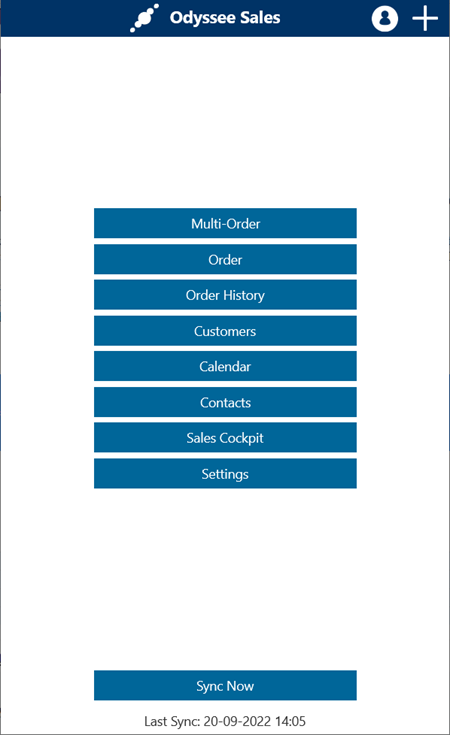 Odyssee Sales
Multi-Order
Order
Order History
Customers
Calendar
Contacts
Sales Cockpit
Settings
Sync Now
Last Sync: 20-09-2022 14:05